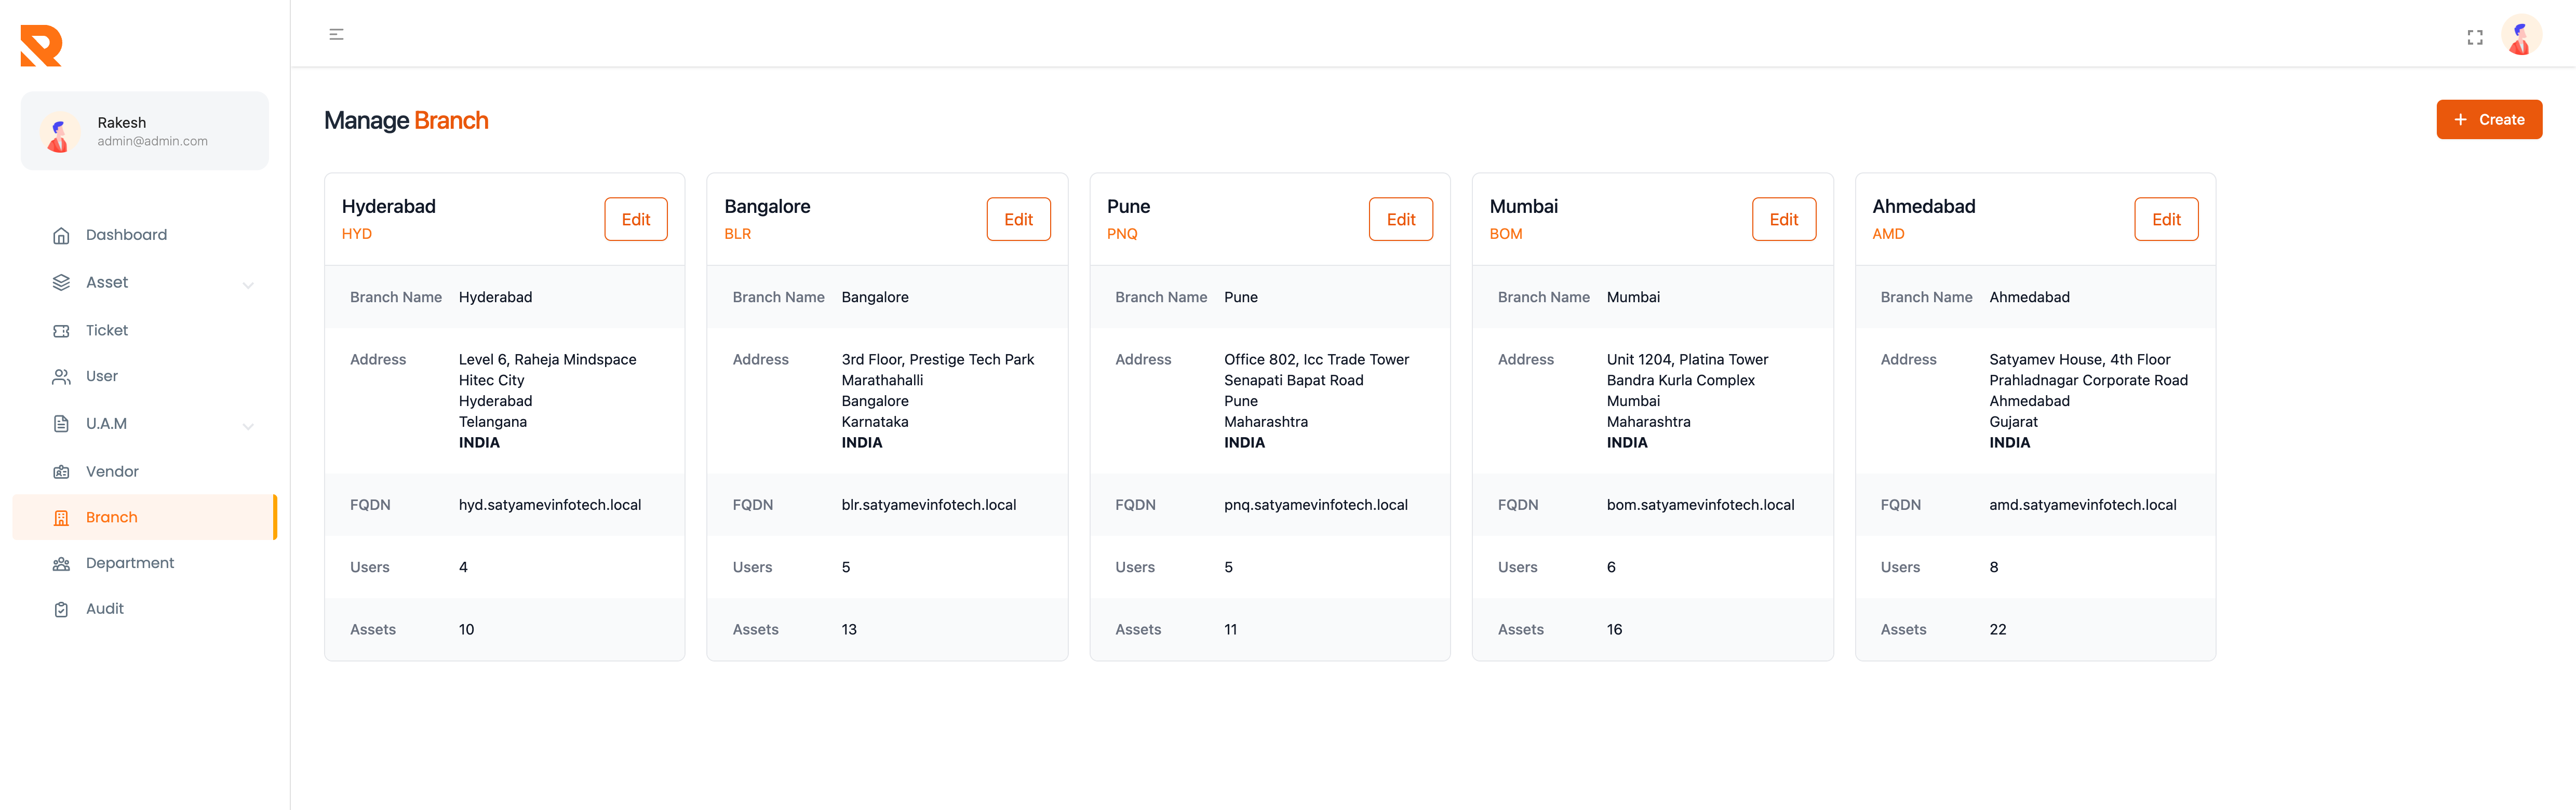 Rakesh
admin@admin.com
Dashboard
Asset
Ticket
User
U.A.M
Vendor
Branch
Department
Audit
Manage Branch
+ Create
Hyderabad
HYD
Edit
Branch Name Hyderabad
Address Level 6, Raheja Mindspace
Hitec City
Hyderabad
Telangana
INDIA
FQDN hyd.satyamevinfotech.local
Users 4
Assets 10
Bangalore
BLR
Edit
Branch Name Bangalore
Address 3rd Floor, Prestige Tech Park
Marathahalli
Bangalore
Karnataka
INDIA
FQDN blr.satyamevinfotech.local
Users 5
Assets 13
Pune
PNQ
Edit
Branch Name Pune
Address Office 802, Icc Trade Tower
Senapati Bapat Road
Pune
Maharashtra
INDIA
FQDN pnq.satyamevinfotech.local
Users 5
Assets 11
Mumbai
BOM
Edit
Branch Name Mumbai
Address Unit 1204, Platina Tower
Bandra Kurla Complex
Mumbai
Maharashtra
INDIA
FQDN bom.satyamevinfotech.local
Users 6
Assets 16
Ahmedabad
AMD
Edit
Branch Name Ahmedabad
Address Satyamev House, 4th Floor
Prahladnagar Corporate Road
Ahmedabad
Gujarat
INDIA
FQDN amd.satyamevinfotech.local
Users 8
Assets 22